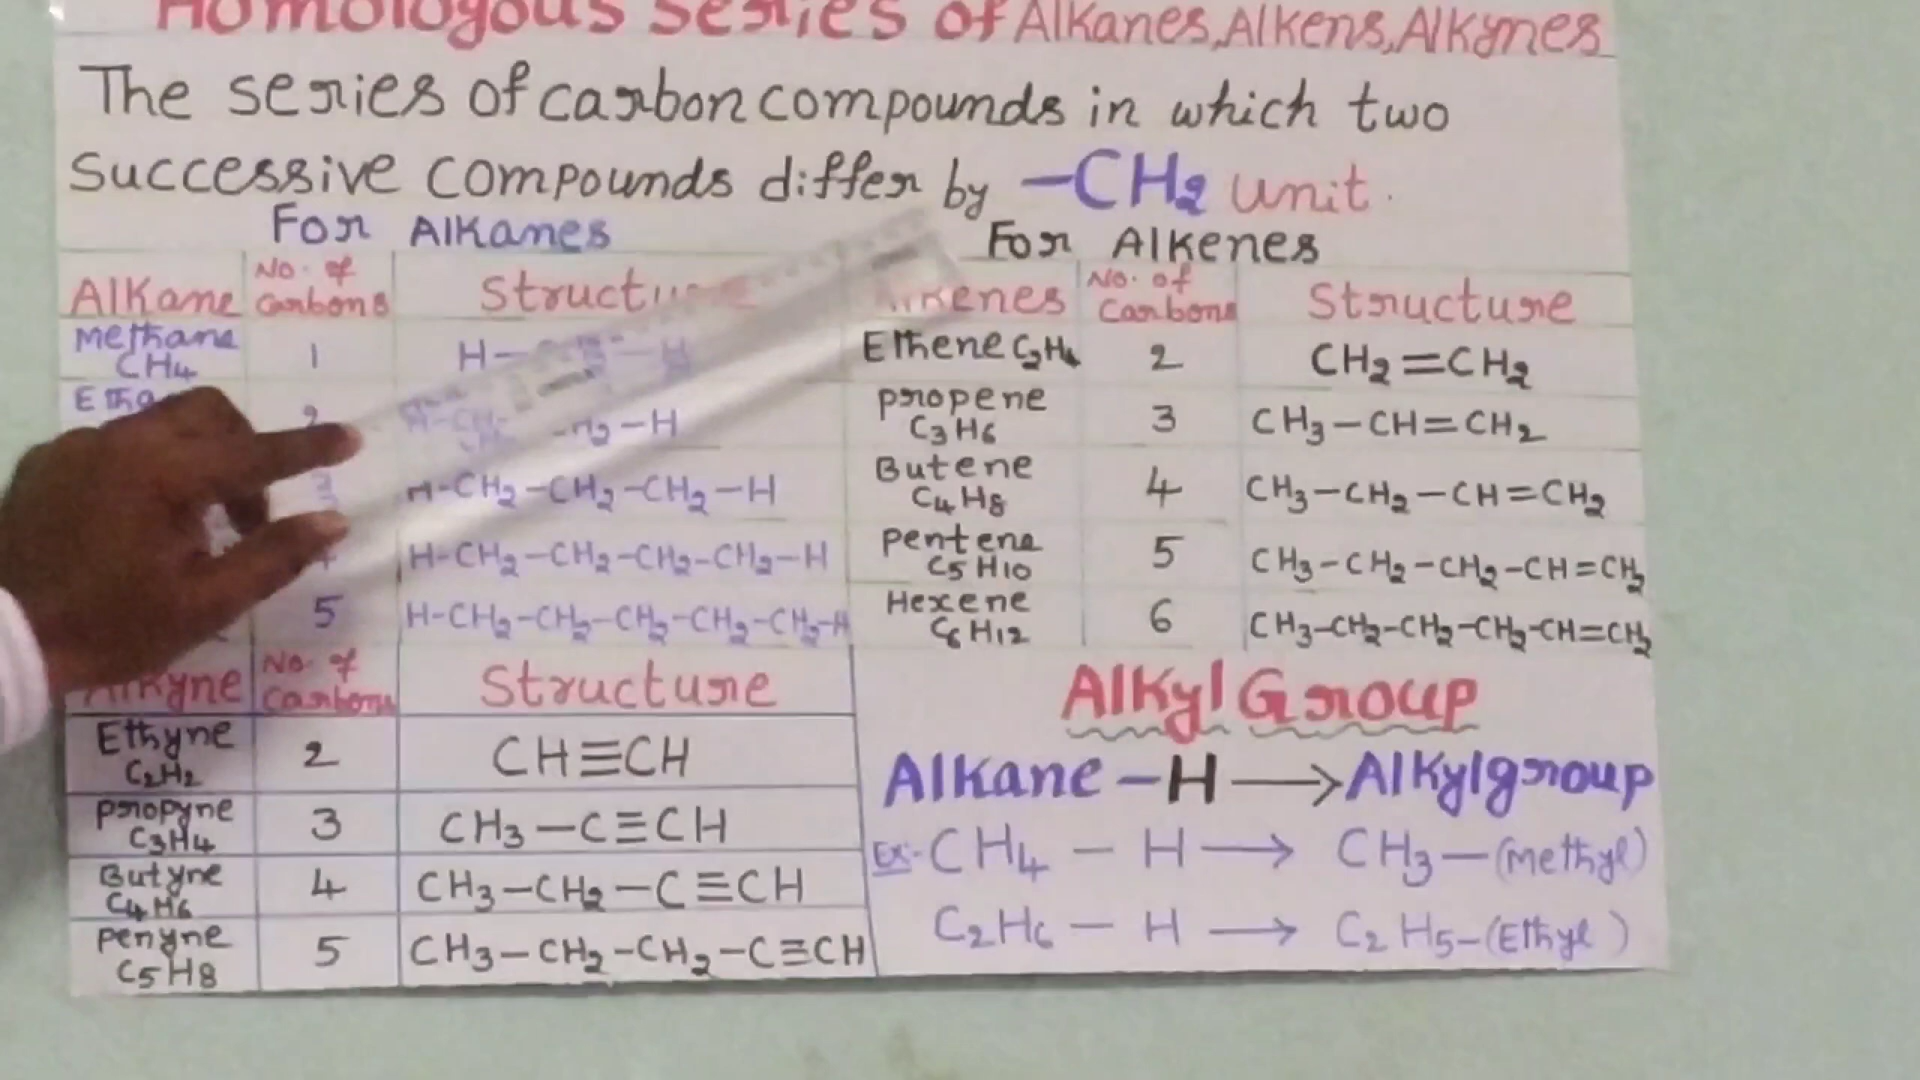 Homologous Series of Alkanes, Alkens, Alkynes
The series of carbon compounds in which two
successive compounds differ by -CH2 unit.
For Alkanes
Alkane No. of Carbons
Methane CH4 1 H- -H
2 -H2-H
3 H-CH2-CH2-CH2-H
H-CH2-CH2-CH2-CH2-H
5 H-CH2-CH2-CH2-CH2-CH2-H
For Alkenes
No. of Carbons Structure
Ethene 2 CH2=CH2
propene C3H6 3 CH3-CH=CH2
Butene C4H8 4 CH3-CH2-CH=CH2
pentene C5H10 5 CH3-CH2-CH2-CH=CH2
Hexene C6H12 6 CH3-CH2-CH2-CH2-CH=CH2
Alkyne No. of Carbons Structure
Ethyne C2H2 2 CH≡CH
propyne C3H4 3 CH3-C≡CH
Butyne C4H6 4 CH3-CH2-C≡CH
penyne C5H8 5 CH3-CH2-CH2-C≡CH
Alkyl Group
Alkane -H → Alkylgroup
Ex- CH4 - H → CH3-(Methyl)
C2H6 - H → C2H5-(Ethyl)